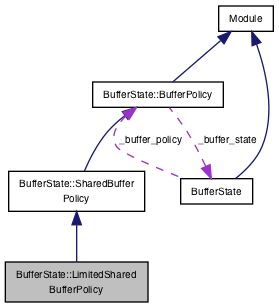 Module
BufferState::BufferPolicy
_buffer_policy
_buffer_state
BufferState::SharedBuffer
Policy
BufferState
BufferState::LimitedShared
BufferPolicy